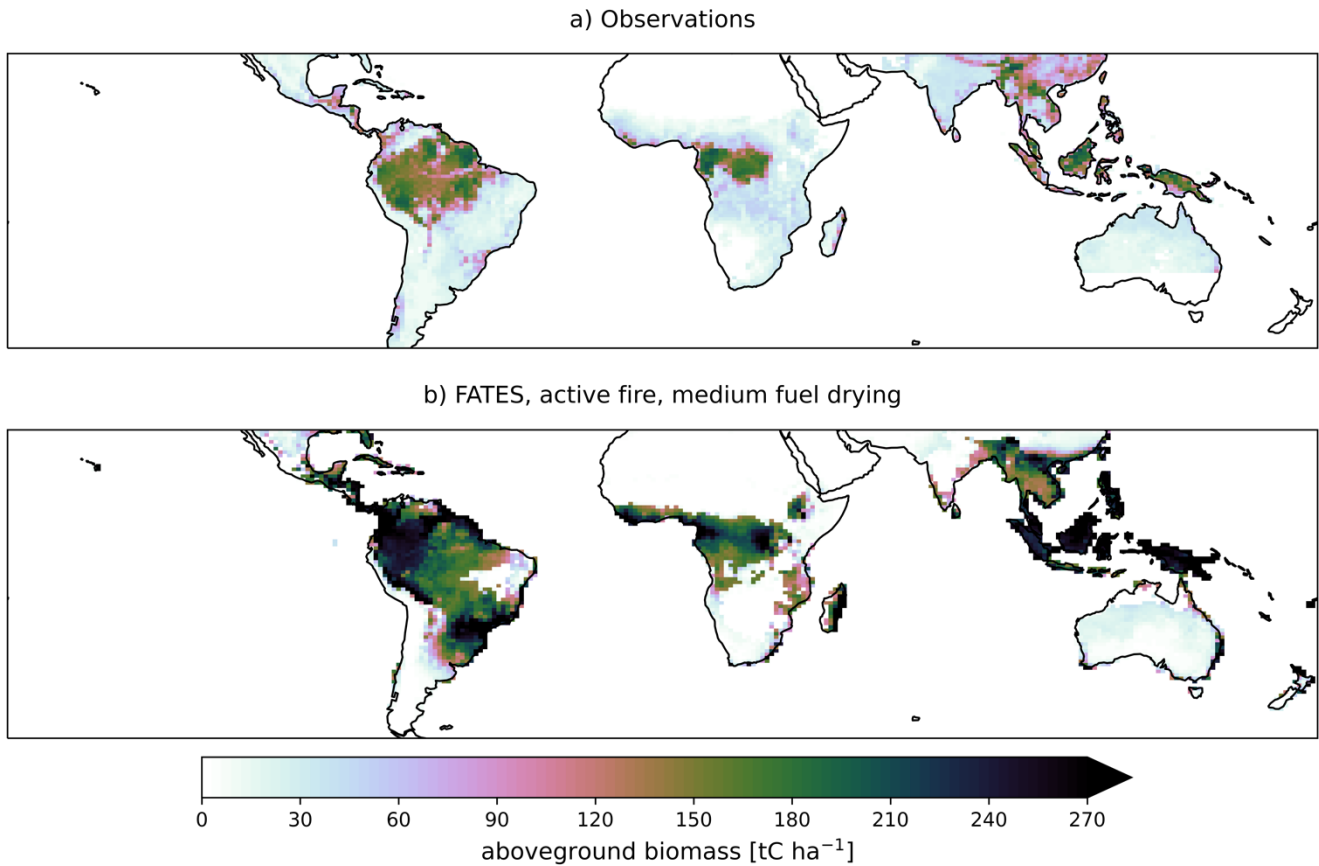 a) Observations
b) FATES, active fire, medium fuel drying
0 30 60 90 120 150 180 210 240 270
aboveground biomass [tC ha⁻¹]